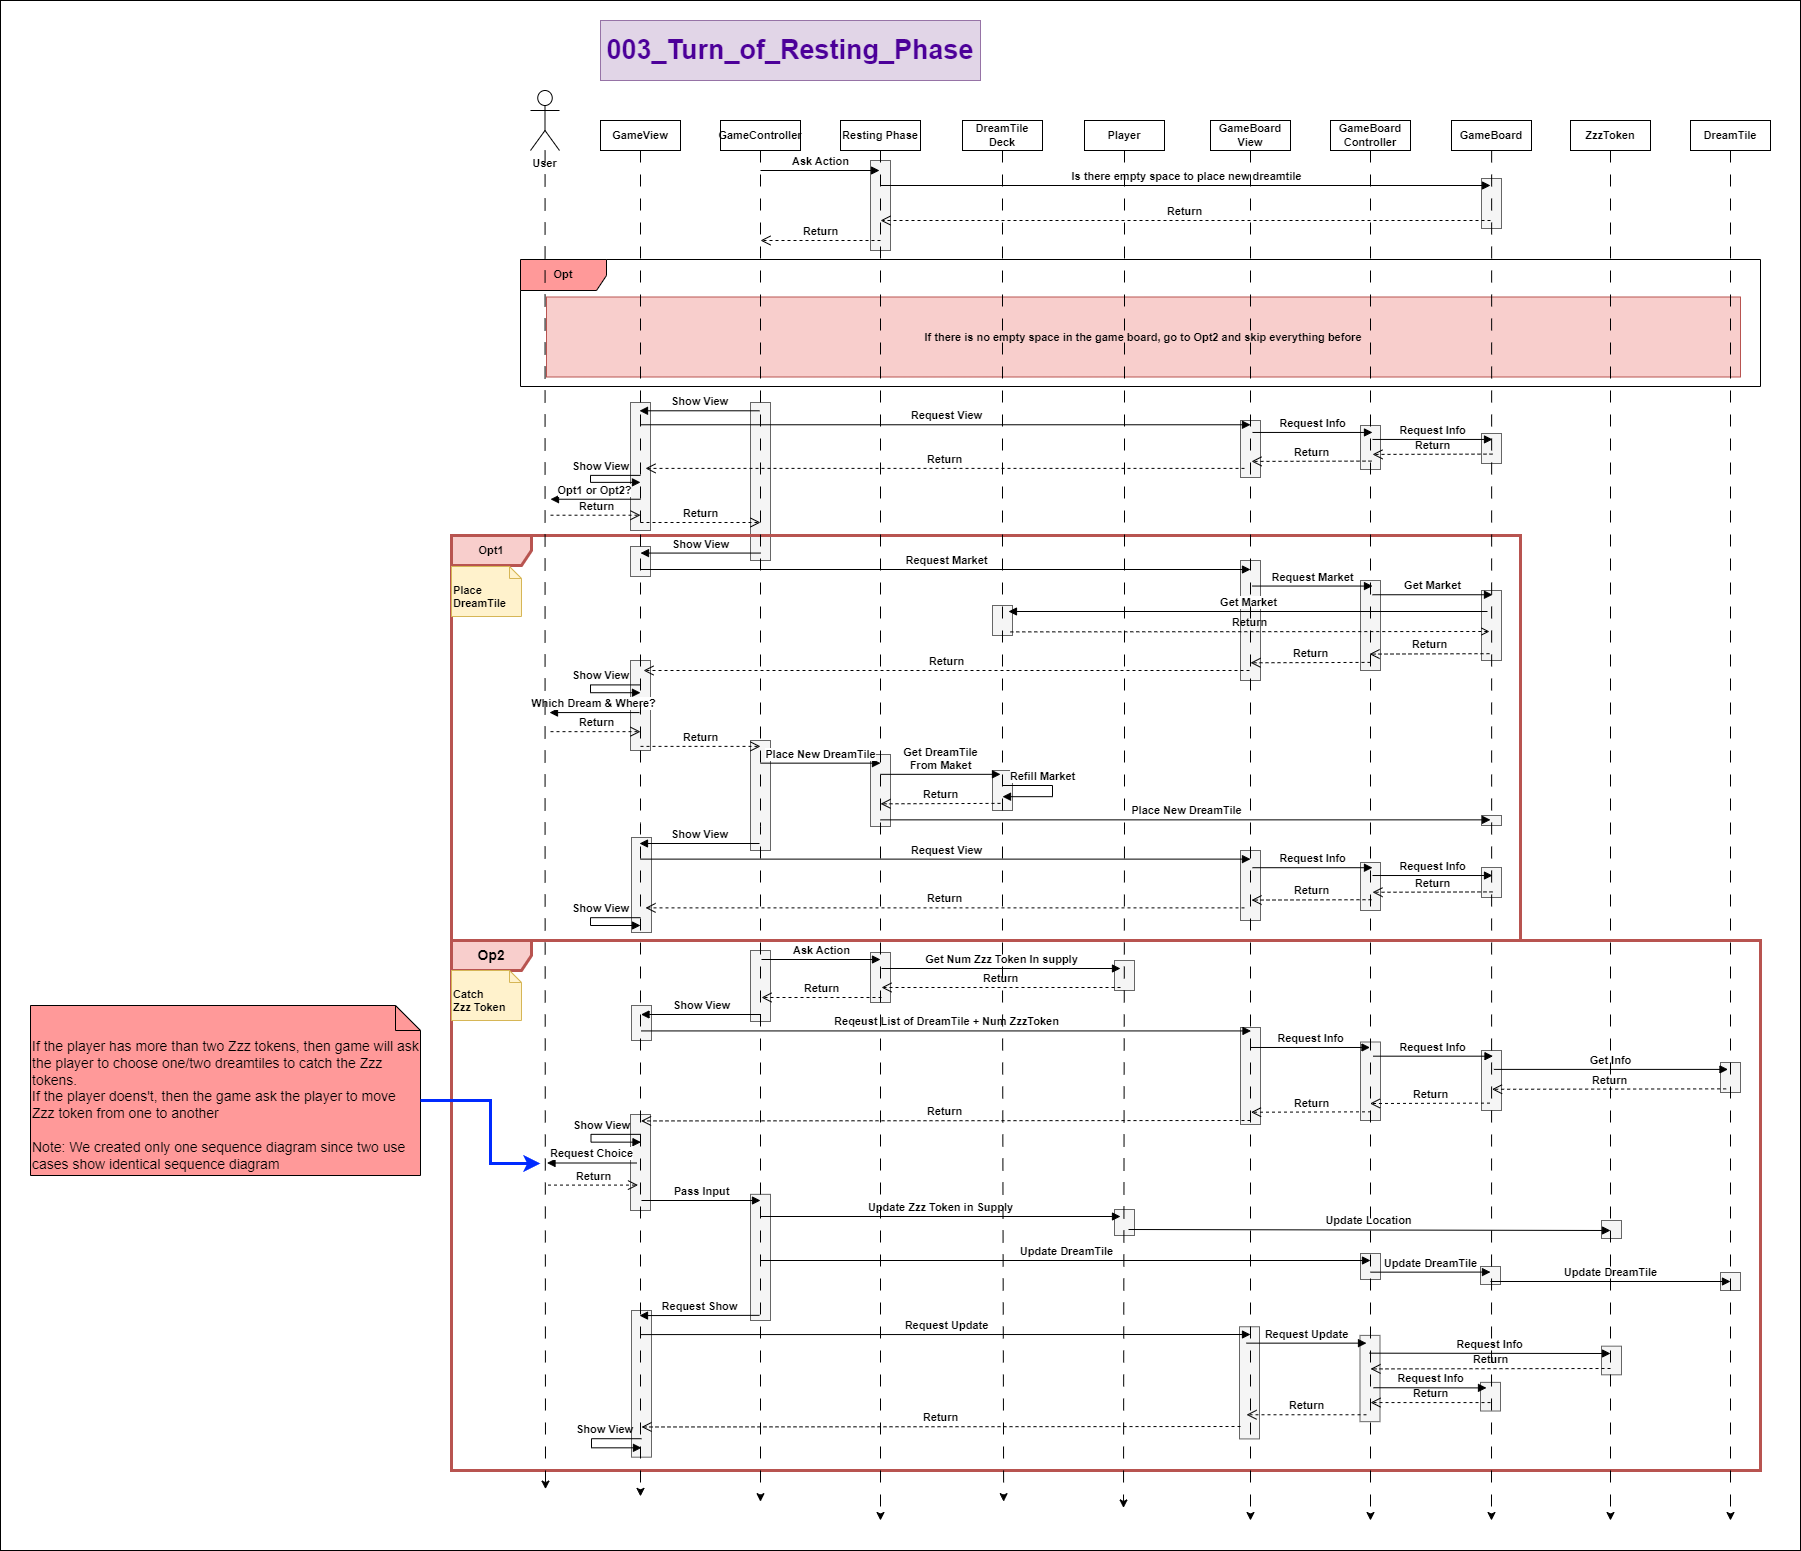 003_Turn_of_Resting_Phase
User
GameView
GameController
Resting Phase
DreamTile
Deck
Player
GameBoard
View
GameBoard
Controller
GameBoard
ZzzToken
DreamTile
Ask Action
Is there empty space to place new dreamtile
Return
Return
Opt
If there is no empty space in the game board, go to Opt2 and skip everything before
Show View
Request View
Request Info
Request Info
Return
Return
Return
Show View
Opt1 or Opt2?
Return
Return
Opt1
Place
DreamTile
Show View
Request Market
Request Market
Get Market
Get Market
Return
Return
Return
Return
Show View
Which Dream & Where?
Return
Return
Place New DreamTile
Get DreamTile
From Maket
Refill Market
Return
Place New DreamTile
Show View
Request View
Request Info
Request Info
Return
Return
Return
Show View
Op2
Catch
Zzz Token
Ask Action
Get Num Zzz Token In supply
Return
Return
Show View
Reqeust List of DreamTile + Num ZzzToken
Request Info
Request Info
Get Info
Return
Return
Return
Return
Show View
Request Choice
Return
If the player has more than two Zzz tokens, then game will ask
the player to choose one/two dreamtiles to catch the Zzz
tokens.
If the player doens't, then the game ask the player to move
Zzz token from one to another
Note: We created only one sequence diagram since two use
cases show identical sequence diagram
Pass Input
Update Zzz Token in Supply
Update Location
Update DreamTile
Update DreamTile
Update DreamTile
Request Show
Request Update
Request Update
Request Info
Return
Request Info
Return
Return
Return
Show View